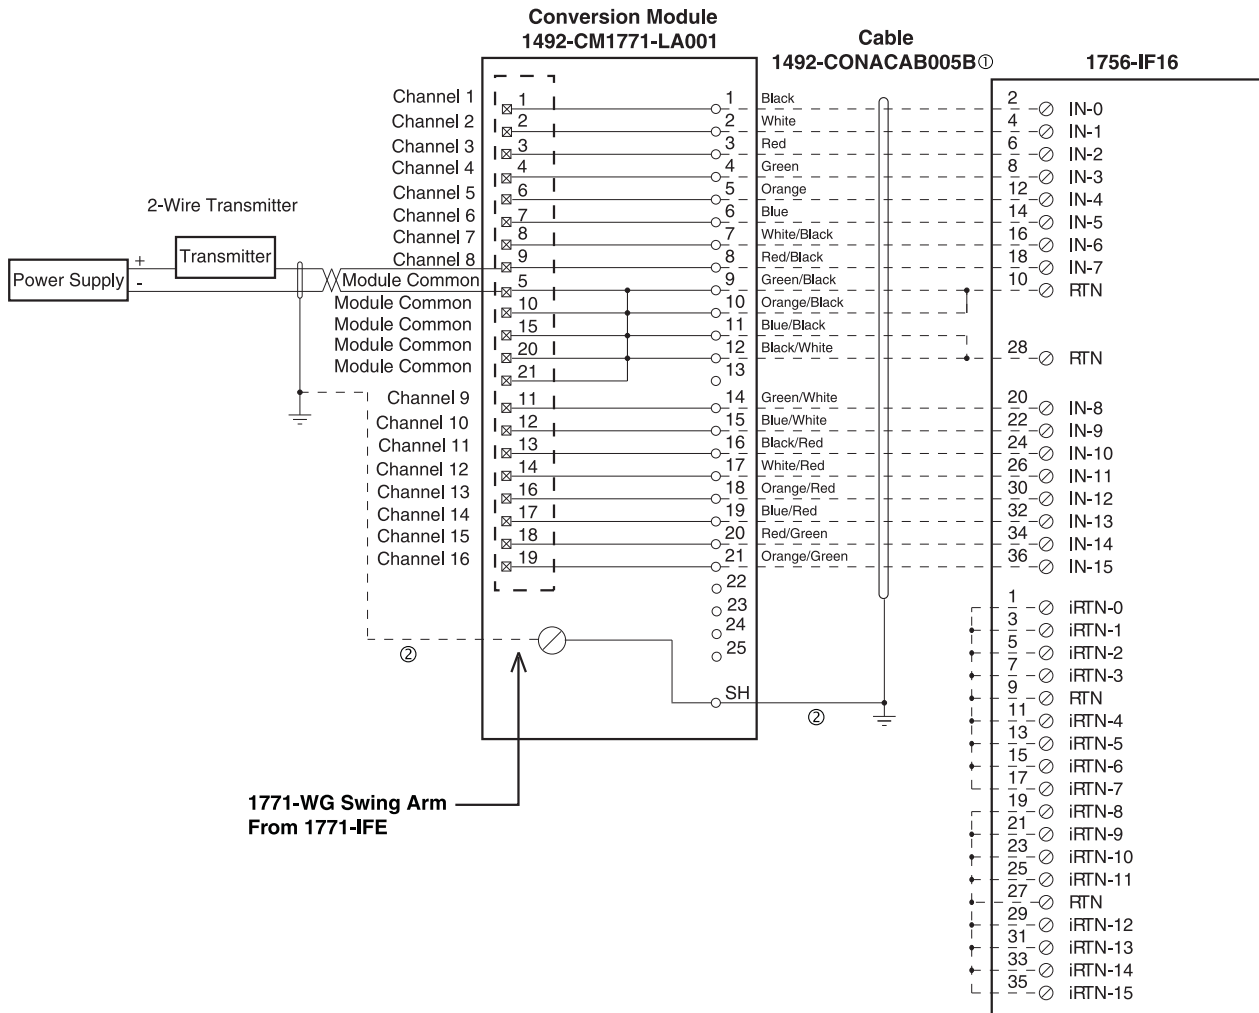 Conversion Module
1492-CM1771-LA001
Cable
1492-CONACAB005B①
1756-IF16
Channel 1 1 1 Black 2 IN-0
Channel 2 2 2 White 4 IN-1
Channel 3 3 3 Red 6 IN-2
Channel 4 4 4 Green 8 IN-3
Channel 5 6 5 Orange 12 IN-4
Channel 6 7 6 Blue 14 IN-5
Channel 7 8 7 White/Black 16 IN-6
Channel 8 9 8 Red/Black 18 IN-7
Module Common 5 9 Green/Black 10 RTN
Module Common 10 10 Orange/Black
Module Common 15 11 Blue/Black
Module Common 20 12 Black/White 28 RTN
Module Common 21 13
Channel 9 11 14 Green/White 20 IN-8
Channel 10 12 15 Blue/White 22 IN-9
Channel 11 13 16 Black/Red 24 IN-10
Channel 12 14 17 White/Red 26 IN-11
Channel 13 16 18 Orange/Red 30 IN-12
Channel 14 17 19 Blue/Red 32 IN-13
Channel 15 18 20 Red/Green 34 IN-14
Channel 16 19 21 Orange/Green 36 IN-15
22
23
24
25
SH
②
②
2-Wire Transmitter
Transmitter
Power Supply
+
-
1771-WG Swing Arm
From 1771-IFE
1 iRTN-0
3 iRTN-1
5 iRTN-2
7 iRTN-3
9 RTN
11 iRTN-4
13 iRTN-5
15 iRTN-6
17 iRTN-7
19 iRTN-8
21 iRTN-9
23 iRTN-10
25 iRTN-11
27 RTN
29 iRTN-12
31 iRTN-13
33 iRTN-14
35 iRTN-15